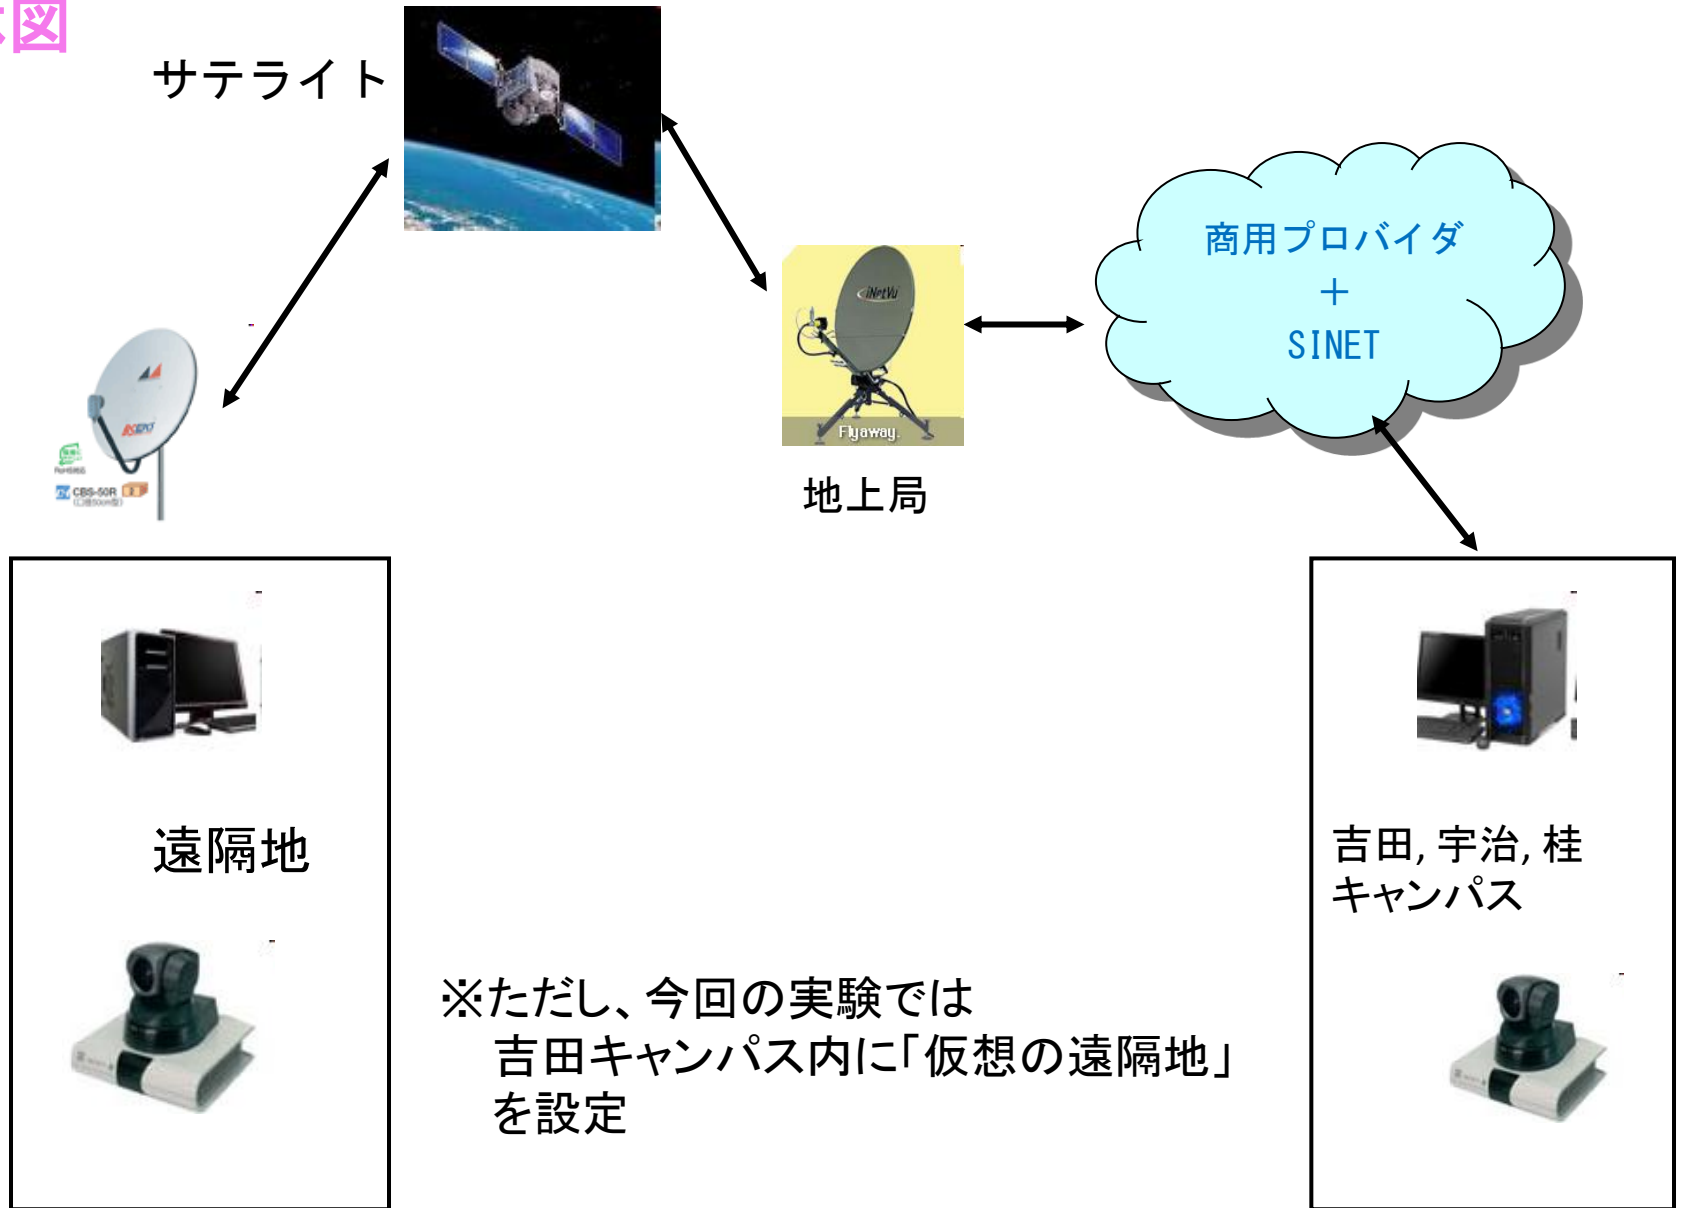 図
サテライト
商用プロバイダ
＋
SINET
iNetVu
Flyaway.
CBS-50R
地上局
遠隔地
吉田,宇治,桂
キャンパス
※ただし、今回の実験では
吉田キャンパス内に「仮想の遠隔地」
を設定